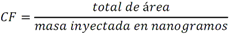 CF = total de área
masa inyectada en nanogramos